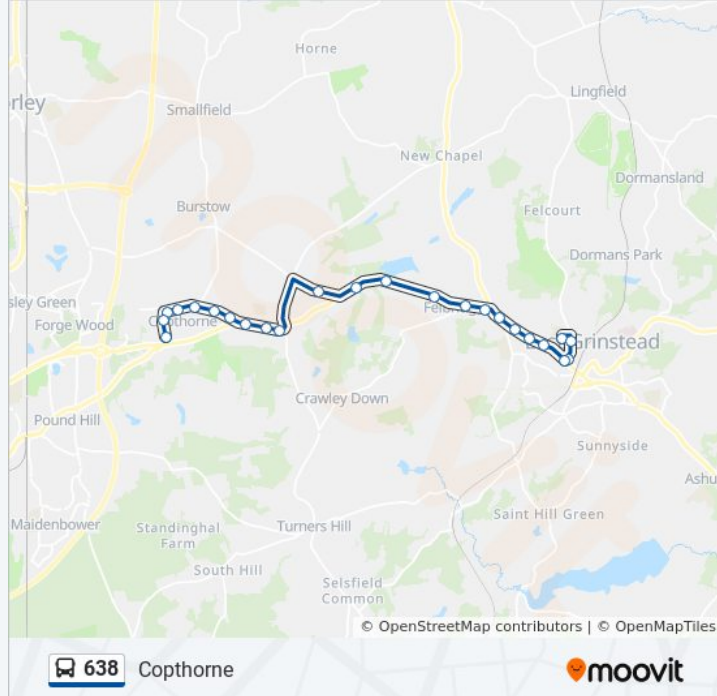 Horne
Lingfield
rley
Smallfield
New Chapel
Dormansland
Burstow
Felcourt
Dormans Park
sley Green
Forge Wood
Copthorne
Grinstead
Crawley Down
Pound Hill
Sunnyside
Ashu
Saint Hill Green
Maidenbower
Standinghal
Farm
Turners Hill
South Hill
Selsfield
Common
© OpenStreetMap contributors | © OpenMapTiles
638 Copthorne
moovit